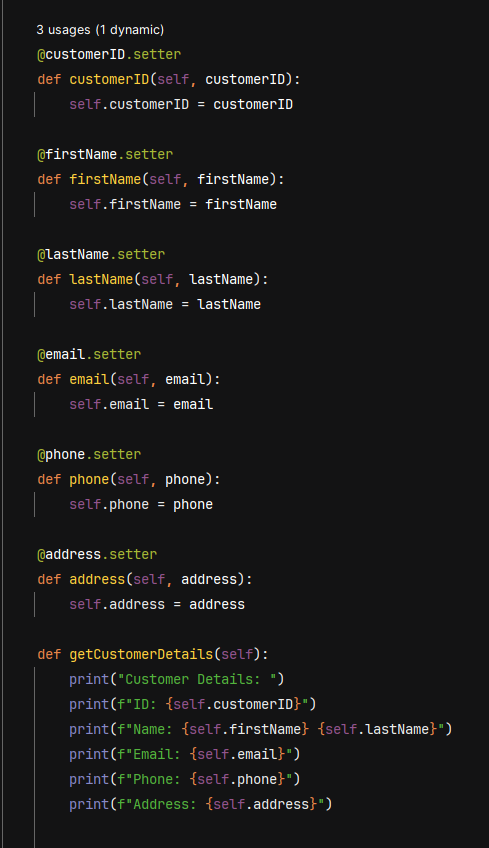 3 usages (1 dynamic)
@customerID.setter
def customerID(self, customerID):
    self.customerID = customerID
@firstName.setter
def firstName(self, firstName):
    self.firstName = firstName
@lastName.setter
def lastName(self, lastName):
    self.lastName = lastName
@email.setter
def email(self, email):
    self.email = email
@phone.setter
def phone(self, phone):
    self.phone = phone
@address.setter
def address(self, address):
    self.address = address
def getCustomerDetails(self):
    print("Customer Details: ")
    print(f"ID: {self.customerID}")
    print(f"Name: {self.firstName} {self.lastName}")
    print(f"Email: {self.email}")
    print(f"Phone: {self.phone}")
    print(f"Address: {self.address}")